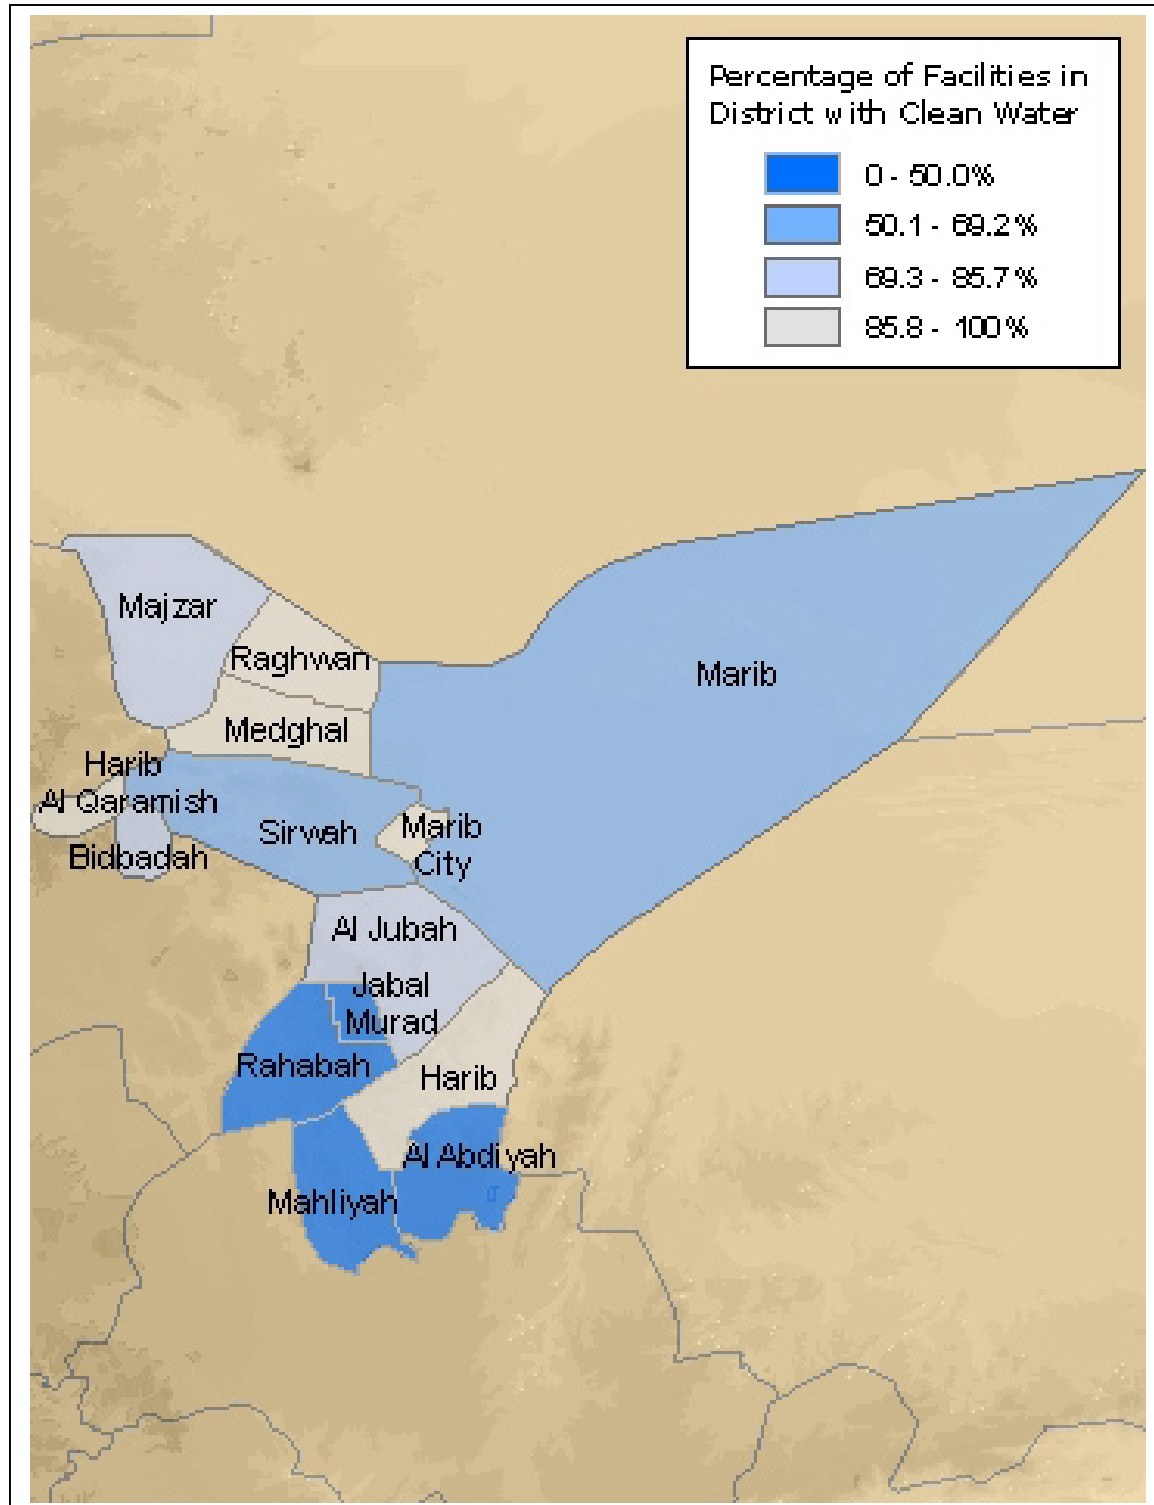 Percentage of Facilities in
District with Clean Water
0 - 50.0%
50.1 - 69.2%
69.3 - 85.7%
85.8 - 100%
Majzar
Raghwan
Marib
Medghal
Harib
Al Qaramish
Sirwah
Marib
City
Bidbadah
Al Jubah
Jabal
Murad
Rahabah
Harib
Al Abdiyah
Mahliyah